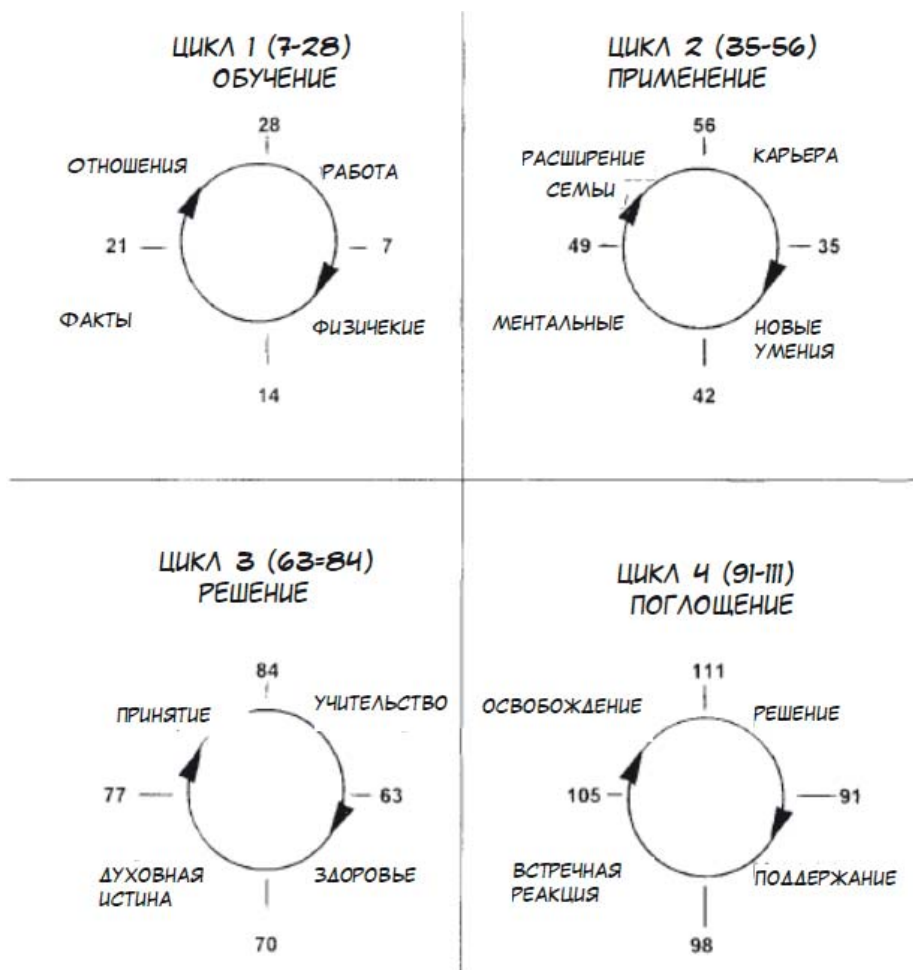 ЦИКЛ 1 (7-28)
ОБУЧЕНИЕ
28
ОТНОШЕНИЯ
РАБОТА
21
7
ФАКТЫ
ФИЗИЧЕКИЕ
14
ЦИКЛ 2 (35-56)
ПРИМЕНЕНИЕ
56
РАСШИРЕНИЕ
СЕМЬИ
КАРЬЕРА
49
35
МЕНТАЛЬНЫЕ
НОВЫЕ
УМЕНИЯ
42
ЦИКЛ 3 (63=84)
РЕШЕНИЕ
84
ПРИНЯТИЕ
УЧИТЕЛЬСТВО
77
63
ДУХОВНАЯ
ИСТИНА
ЗДОРОВЬЕ
70
ЦИКЛ 4 (91-111)
ПОГЛОЩЕНИЕ
111
ОСВОБОЖДЕНИЕ
РЕШЕНИЕ
105
91
ВСТРЕЧНАЯ
РЕАКЦИЯ
ПОДДЕРЖАНИЕ
98